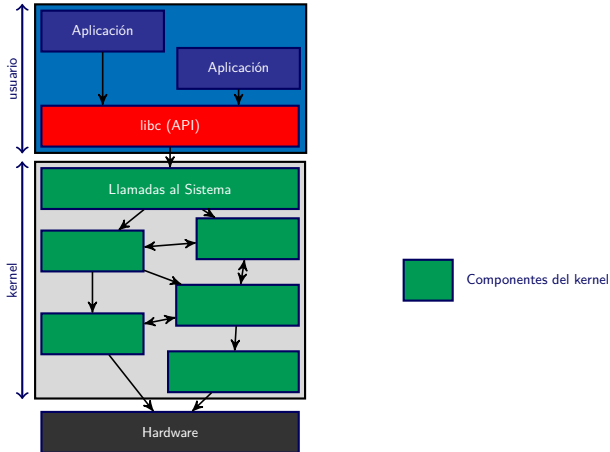 usuario
Aplicación
Aplicación
libc (API)
kernel
Llamadas al Sistema
Componentes del kernel
Hardware